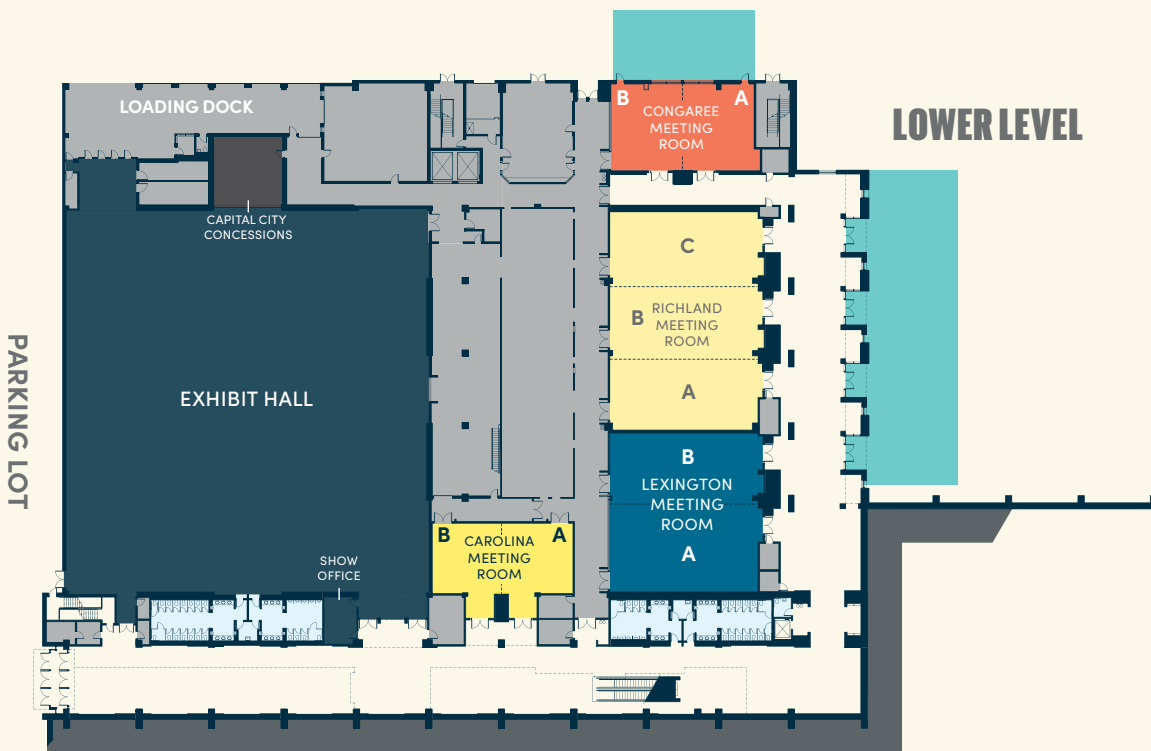 LOADING DOCK
B
A
CONGAREE
MEETING
ROOM
LOWER LEVEL
CAPITAL CITY
CONCESSIONS
C
B
RICHLAND
MEETING
ROOM
A
PARKING LOT
EXHIBIT HALL
B
LEXINGTON
MEETING
ROOM
A
B
A
CAROLINA
MEETING
ROOM
SHOW
OFFICE